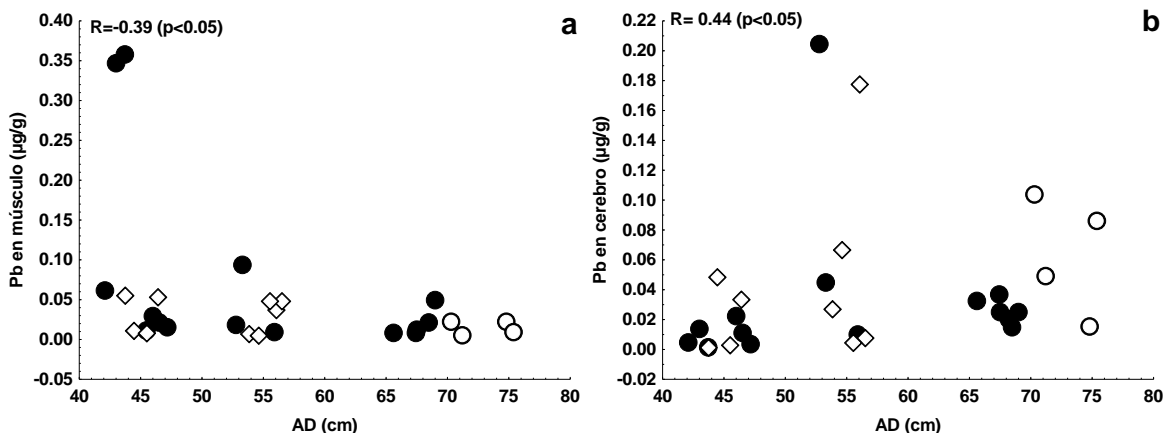 R=-0.39 (p<0.05)
a
Pb en músculo (µg/g)
0.40
0.35
0.30
0.25
0.20
0.15
0.10
0.05
0.00
-0.05
40 45 50 55 60 65 70 75 80
AD (cm)
R= 0.44 (p<0.05)
b
Pb en cerebro (µg/g)
0.22
0.20
0.18
0.16
0.14
0.12
0.10
0.08
0.06
0.04
0.02
0.00
-0.02
40 45 50 55 60 65 70 75 80
AD (cm)